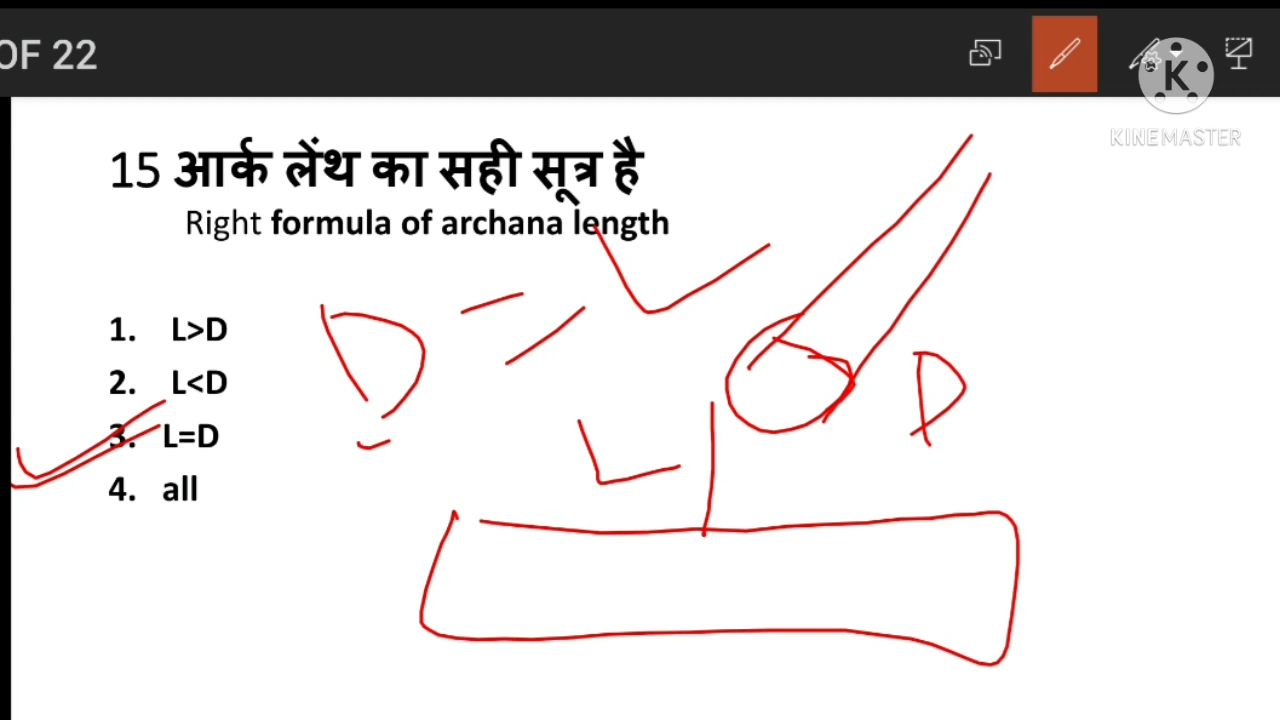 OF 22
K
KINEMASTER
15 आर्क लेंथ का सही सूत्र है
Right formula of archana length
1. L>D
2. L<D
3. L=D
4. all
D = L
D
L